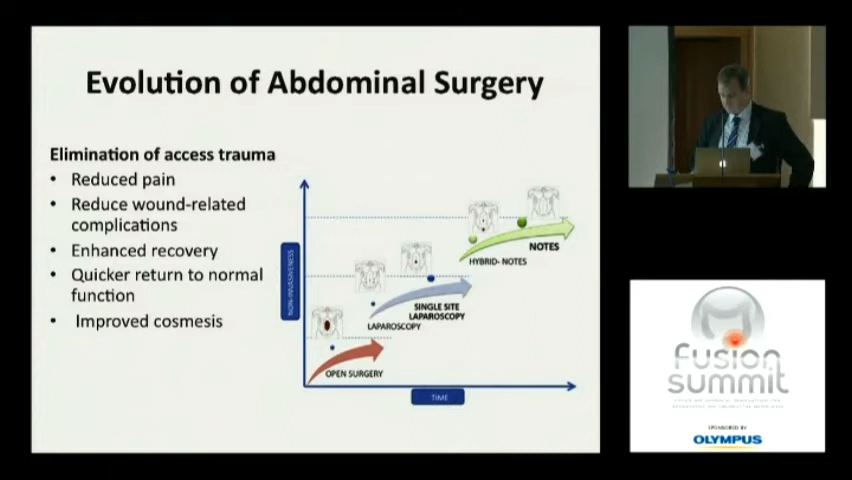 Evolution of Abdominal Surgery
Elimination of access trauma
• Reduced pain
• Reduce wound-related
complications
• Enhanced recovery
• Quicker return to normal
function
• Improved cosmesis
NON-INVASIVENESS
NOTES
HYBRID- NOTES
SINGLE SITE
LAPAROSCOPY
LAPAROSCOPY
OPEN SURGERY
TIME
fusion
summit
SPONSORED BY
OLYMPUS